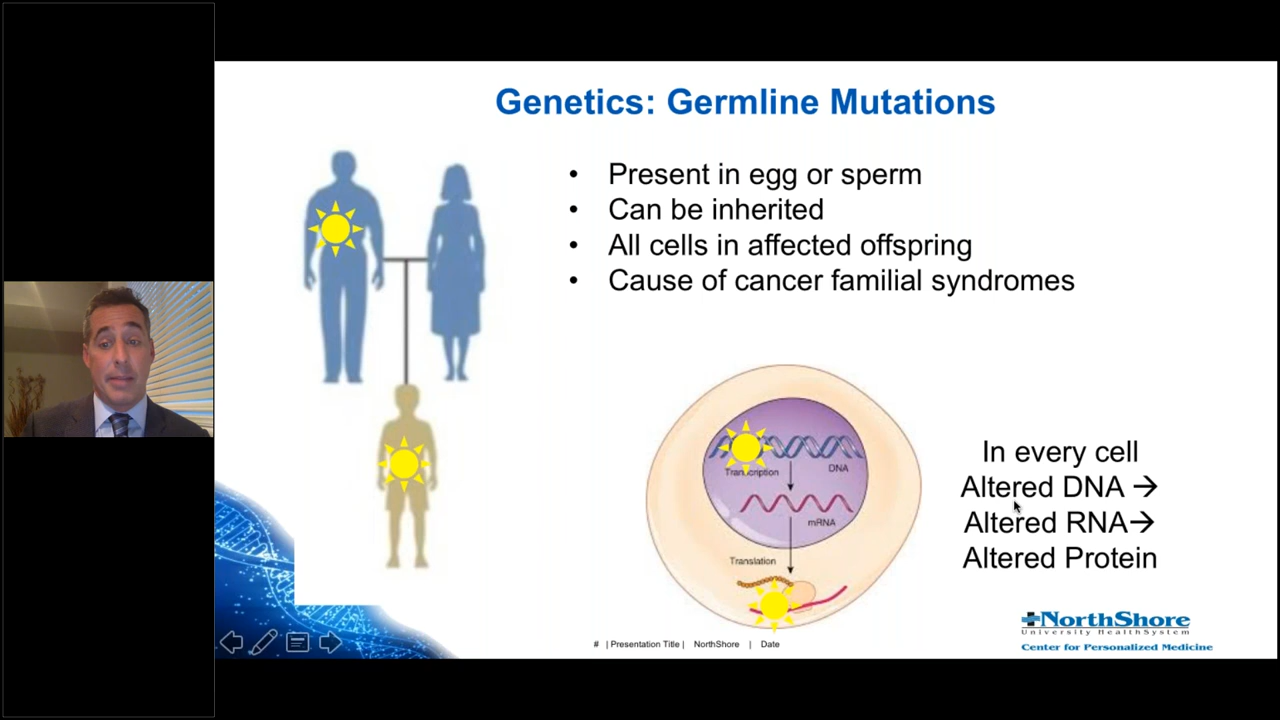 Genetics: Germline Mutations
• Present in egg or sperm
• Can be inherited
• All cells in affected offspring
• Cause of cancer familial syndromes
DNA
Transcription
mRNA
Translation
In every cell
Altered DNA →
Altered RNA→
Altered Protein
NorthShore
University HealthSystem
Center for Personalized Medicine
# | Presentation Title | NorthShore | Date